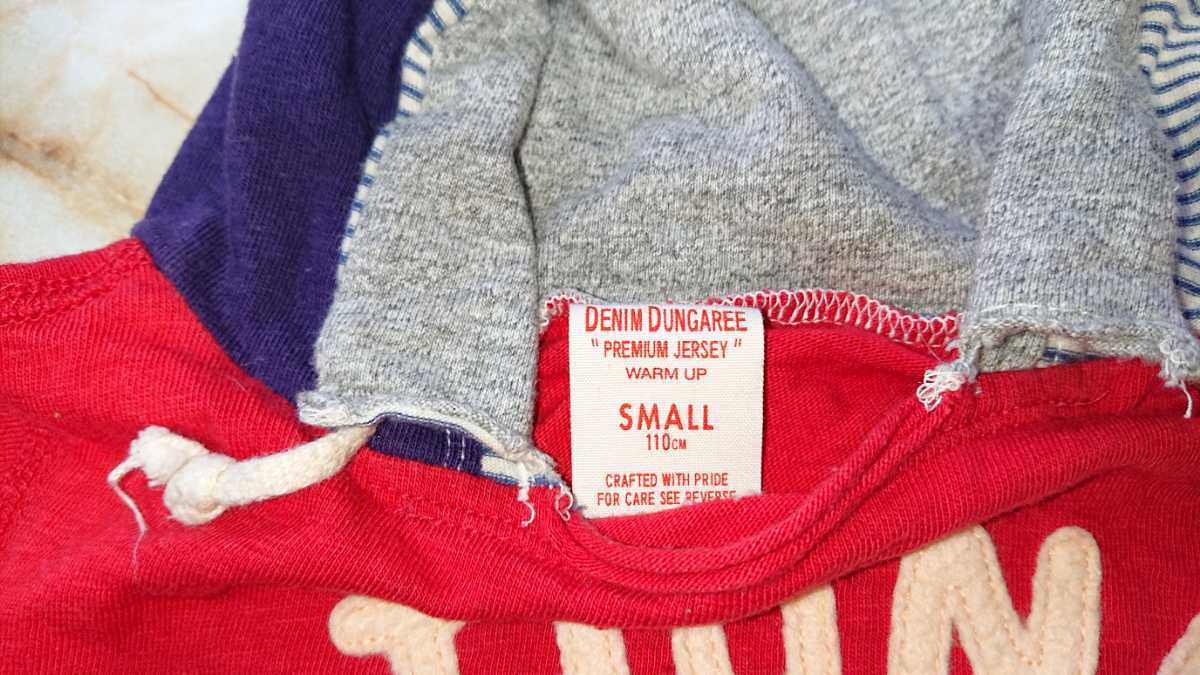 DENIM DUNGAREE
"PREMIUM JERSEY"
WARM UP
SMALL
110CM
CRAFTED WITH PRIDE
FOR CARE SEE REVERSE